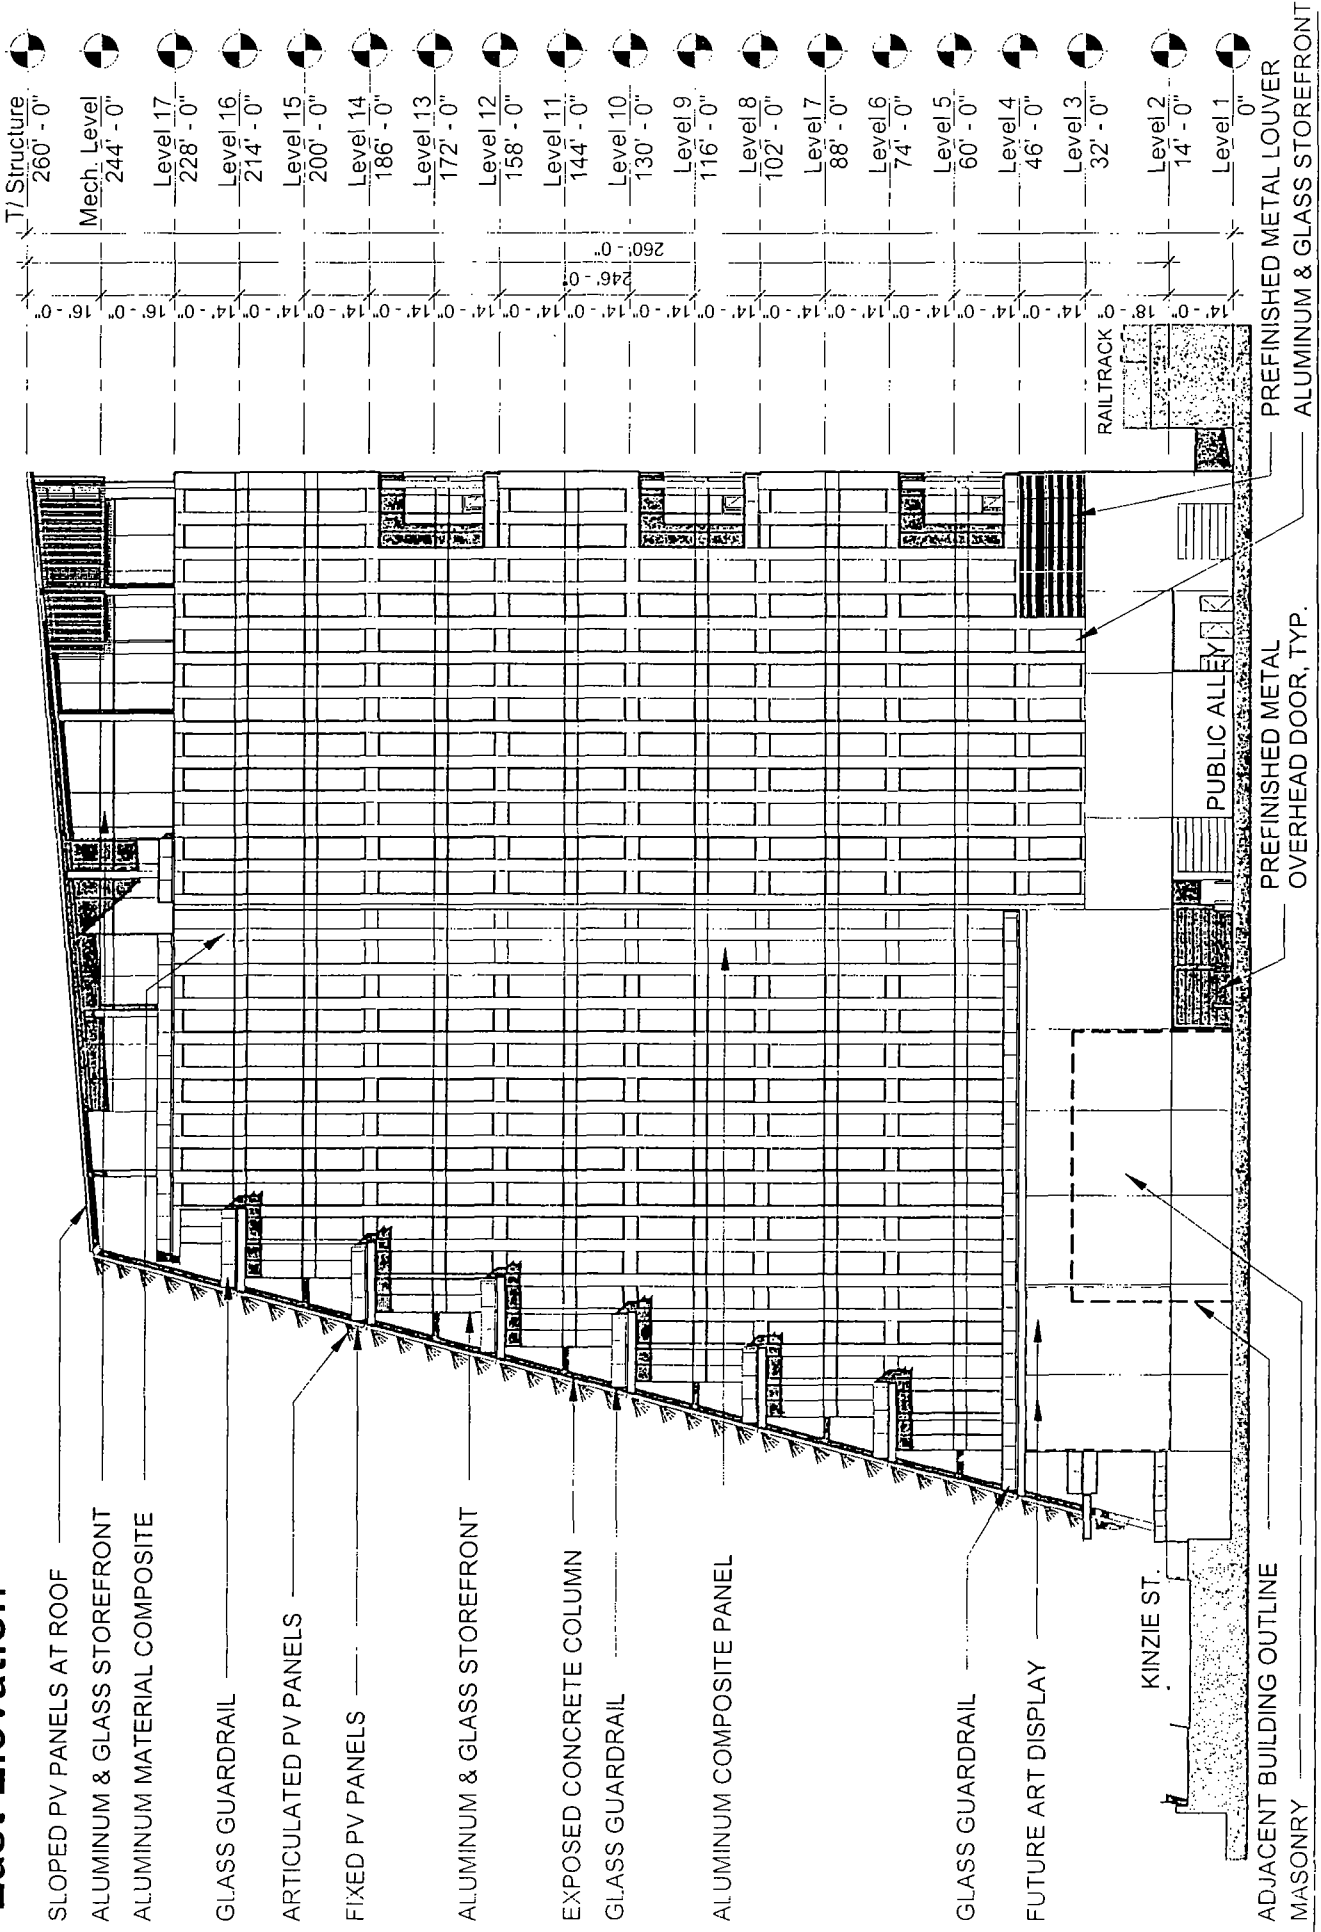 East Elevation
SLOPED PV PANELS AT ROOF
ALUMINUM & GLASS STOREFRONT
ALUMINUM MATERIAL COMPOSITE
GLASS GUARDRAIL
ARTICULATED PV PANELS
FIXED PV PANELS
ALUMINUM & GLASS STOREFRONT
EXPOSED CONCRETE COLUMN
GLASS GUARDRAIL
ALUMINUM COMPOSITE PANEL
GLASS GUARDRAIL
FUTURE ART DISPLAY
KINZIE ST.
ADJACENT BUILDING OUTLINE
MASONRY
T/ Structure
260' - 0"
Mech. Level
244' - 0"
Level 17
228' - 0"
Level 16
214' - 0"
Level 15
200' - 0"
Level 14
186' - 0"
Level 13
172' - 0"
Level 12
158' - 0"
Level 11
144' - 0"
Level 10
130' - 0"
Level 9
116' - 0"
Level 8
102' - 0"
Level 7
88' - 0"
Level 6
74' - 0"
Level 5
60' - 0"
Level 4
46' - 0"
Level 3
32' - 0"
Level 2
14' - 0"
Level 1
0"
260' - 0"
246' - 0"
16' - 0"
16' - 0"
14' - 0"
14' - 0"
14' - 0"
14' - 0"
14' - 0"
14' - 0"
14' - 0"
14' - 0"
14' - 0"
14' - 0"
14' - 0"
14' - 0"
14' - 0"
14' - 0"
18' - 0"
14' - 0"
RAILTRACK
PUBLIC ALLEY
PREFINISHED METAL
OVERHEAD DOOR, TYP.
PREFINISHED METAL LOUVER
ALUMINUM & GLASS STOREFRONT